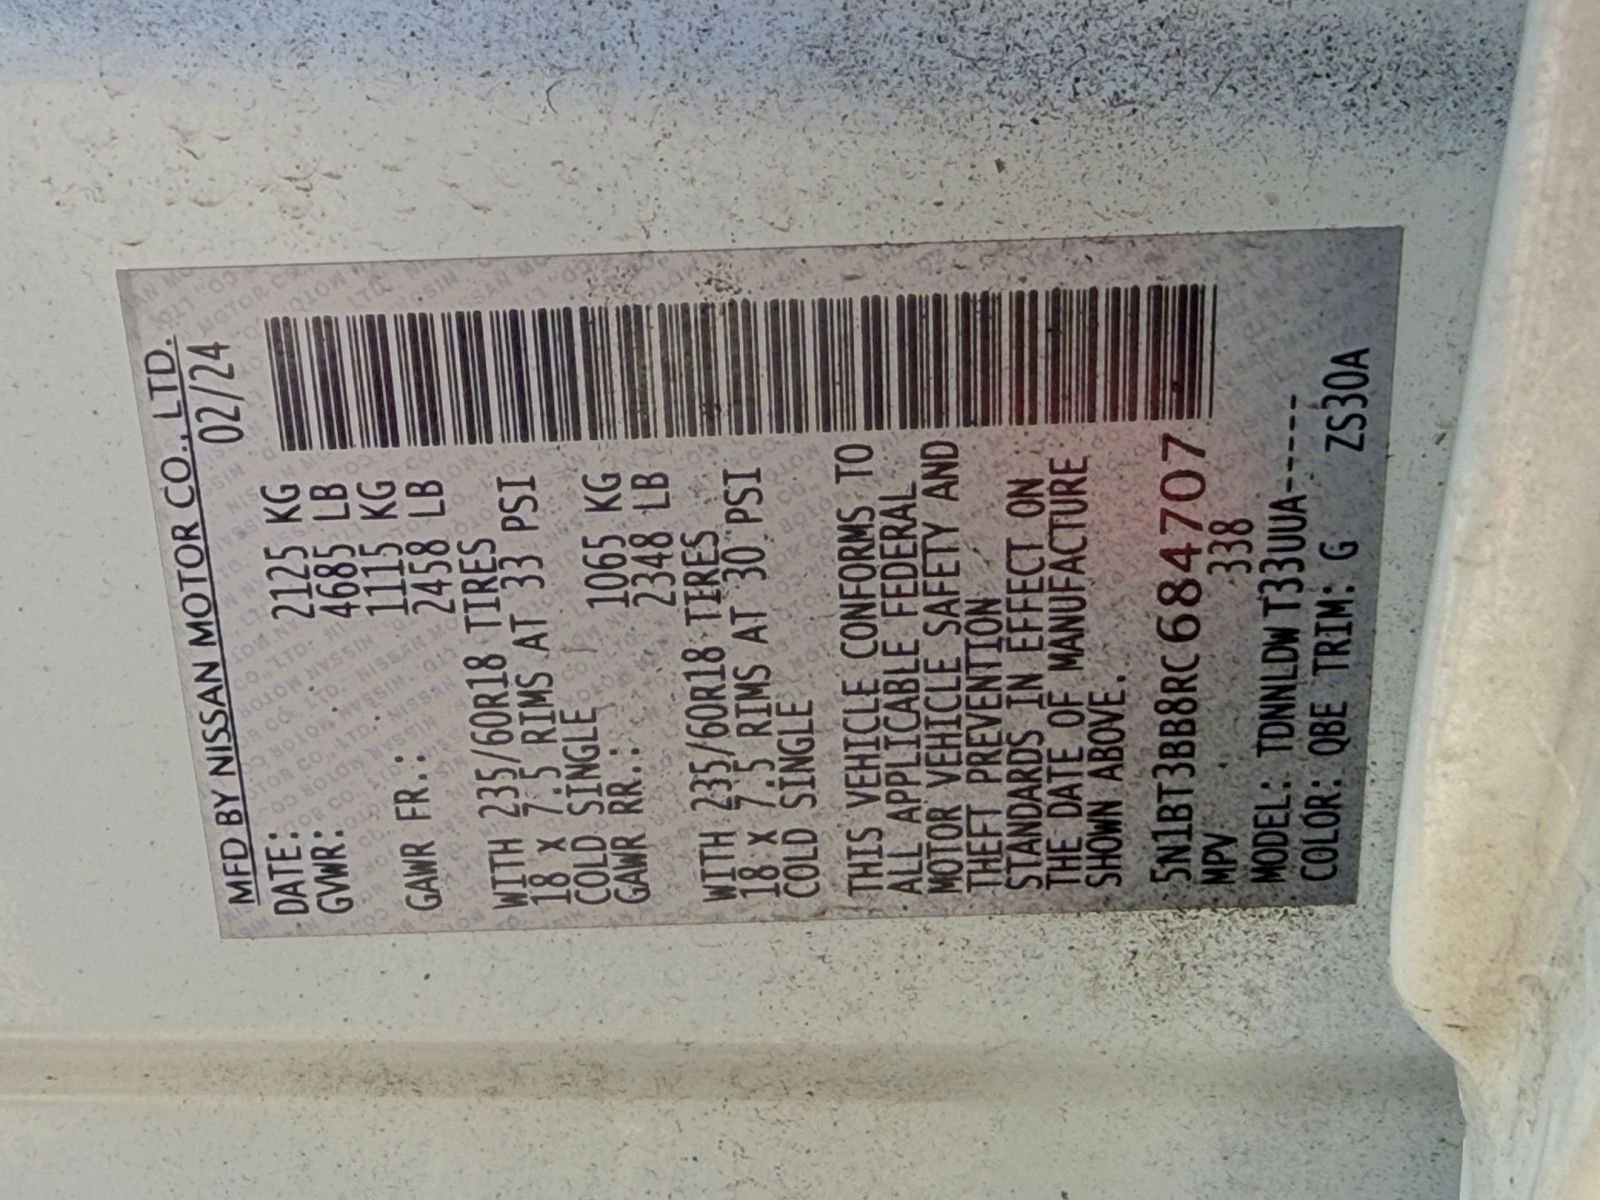 MFD BY NISSAN MOTOR CO., LTD.
DATE: 02/24
GVWR: 2125 KG
4685 LB
1115 KG
GAWR FR.: 2458 LB
WITH 235/60R18 TIRES
18 X 7.5 RIMS AT 33 PSI
COLD SINGLE
GAWR RR.: 1065 KG
2348 LB
WITH 235/60R18 TIRES
18 X 7.5 RIMS AT 30 PSI
COLD SINGLE
THIS VEHICLE CONFORMS TO
ALL APPLICABLE FEDERAL
MOTOR VEHICLE SAFETY AND
THEFT PREVENTION
STANDARDS IN EFFECT ON
THE DATE OF MANUFACTURE
SHOWN ABOVE.
5N1BT3BB8RC684707
MPV 338
MODEL: TDNNLDW T33UUA-----
COLOR: QBE TRIM: G ZS30A